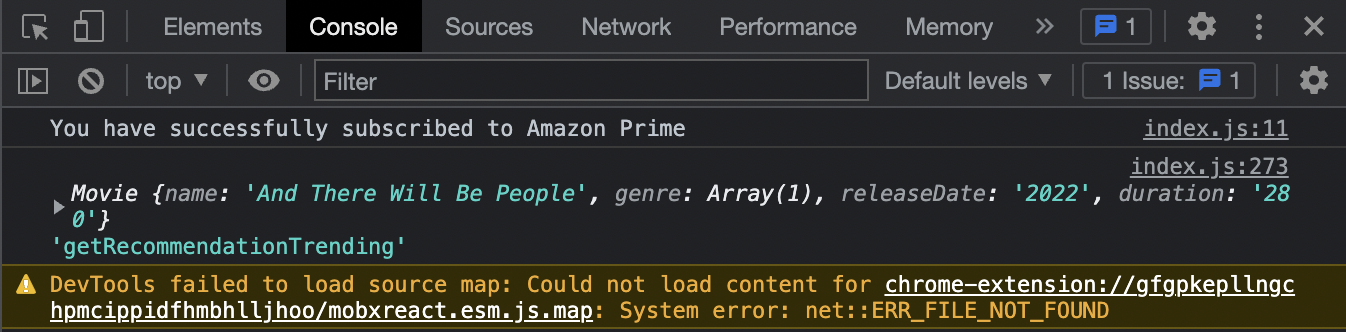 Elements Console Sources Network Performance Memory » 1
top ▼ Filter Default levels ▼ 1 Issue: 1
You have successfully subscribed to Amazon Prime index.js:11
index.js:273
Movie {name: 'And There Will Be People', genre: Array(1), releaseDate: '2022', duration: '28
0'}
'getRecommendationTrending'
DevTools failed to load source map: Could not load content for chrome-extension://gfgpkepllngc
hpmcippidfhmbhlljhoo/mobxreact.esm.js.map: System error: net::ERR_FILE_NOT_FOUND